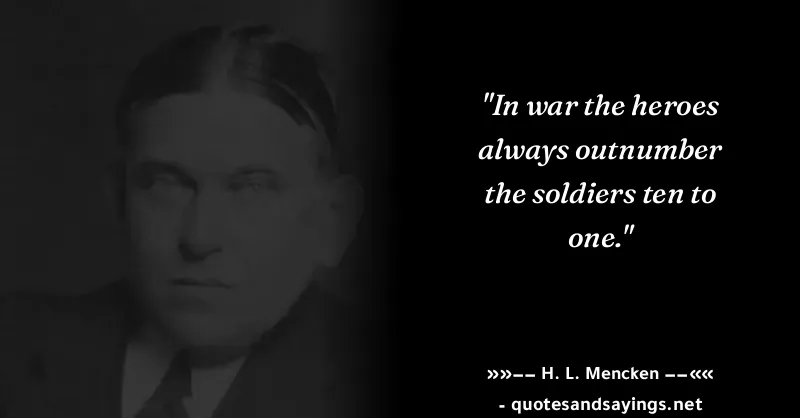 "In war the heroes
always outnumber
the soldiers ten to
one."
»»–– H. L. Mencken ––««
- quotesandsayings.net